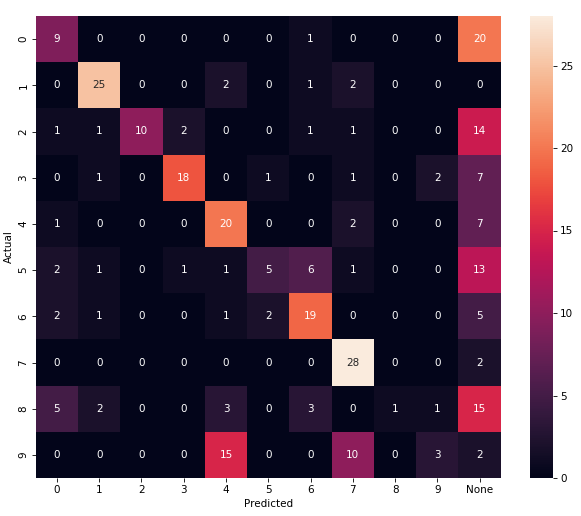 0 9 0 0 0 0 0 1 0 0 0 20
1 0 25 0 0 2 0 1 2 0 0 0
2 1 1 10 2 0 0 1 1 0 0 14
3 0 1 0 18 0 1 0 1 0 2 7
4 1 0 0 0 20 0 0 2 0 0 7
5 2 1 0 1 1 5 6 1 0 0 13
6 2 1 0 0 1 2 19 0 0 0 5
7 0 0 0 0 0 0 0 28 0 0 2
8 5 2 0 0 3 0 3 0 1 1 15
9 0 0 0 0 15 0 0 10 0 3 2
0 1 2 3 4 5 6 7 8 9 None
Predicted
Actual
25
20
15
10
5
0